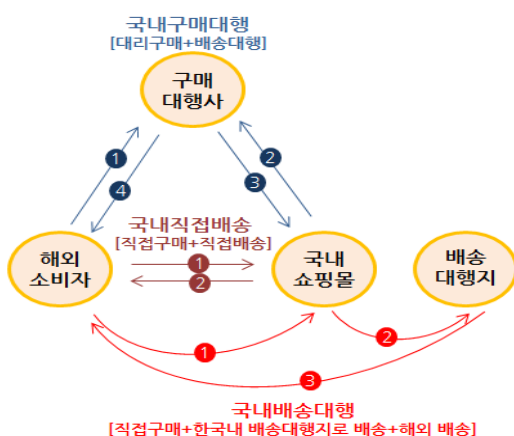 국내구매대행
[대리구매+배송대행]
구매
대행사
1
2
4
3
국내직접배송
[직접구매+직접배송]
해외
소비자
1
2
국내
쇼핑몰
배송
대행지
1
2
3
국내배송대행
[직접구매+한국내 배송대행지로 배송+해외 배송]